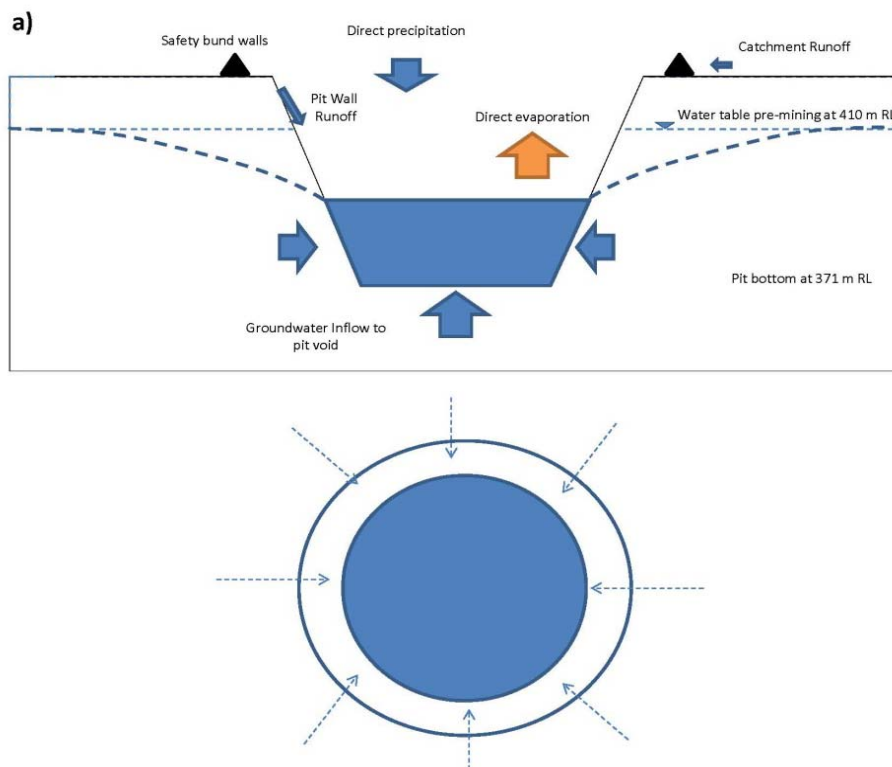 a)
Safety bund walls
Direct precipitation
Catchment Runoff
Pit Wall
Runoff
Direct evaporation
Water table pre-mining at 410 m RL
Pit bottom at 371 m RL
Groundwater Inflow to
pit void